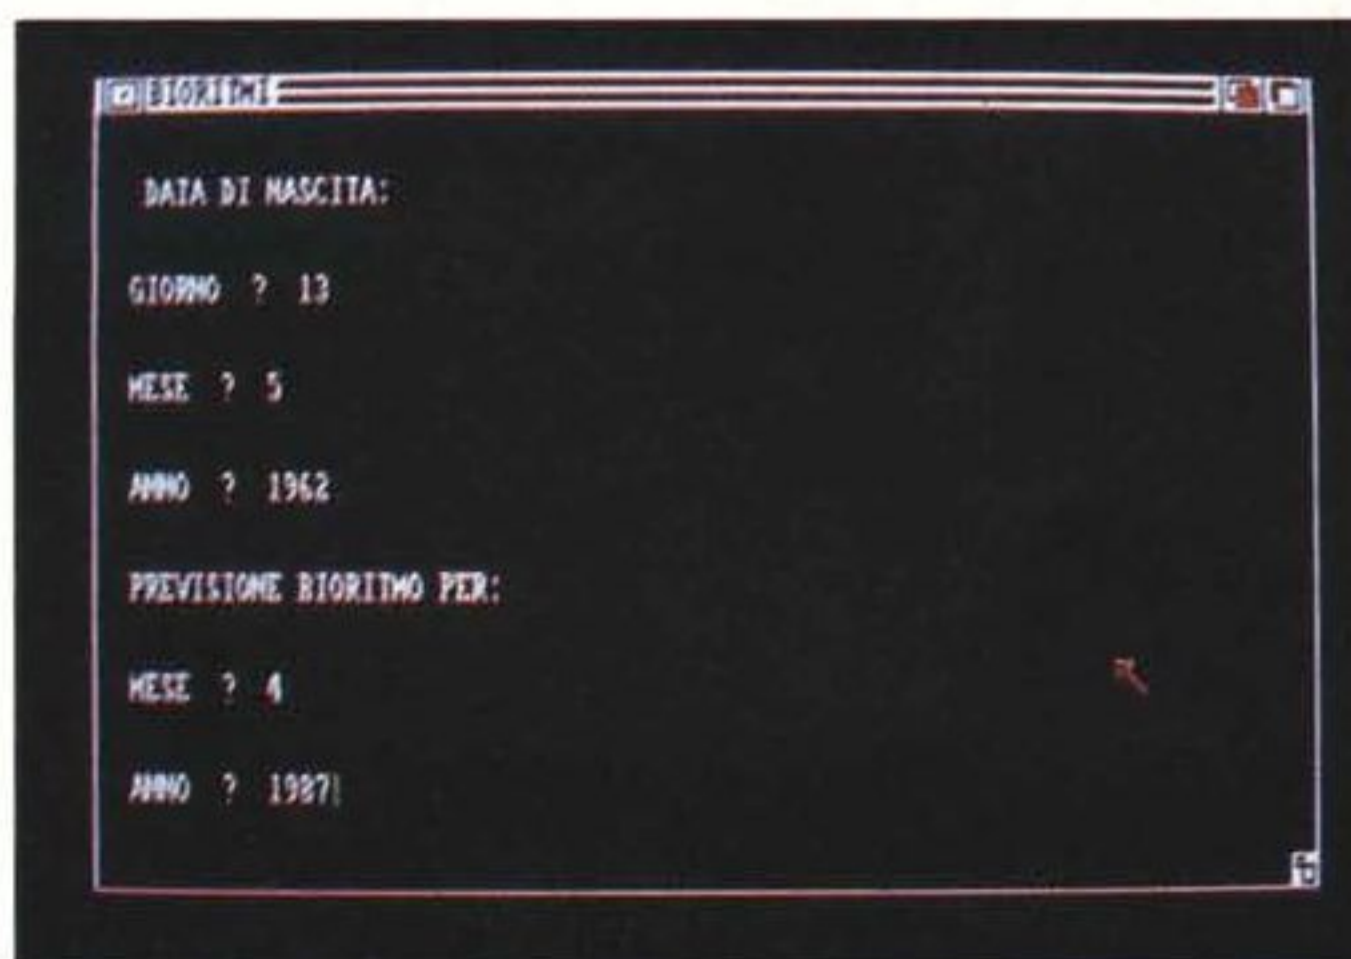 BIORITMI
DATA DI NASCITA:
GIORNO ? 13
MESE ? 5
ANNO ? 1962
PREVISIONE BIORITMO PER:
MESE ? 4
ANNO ? 1987